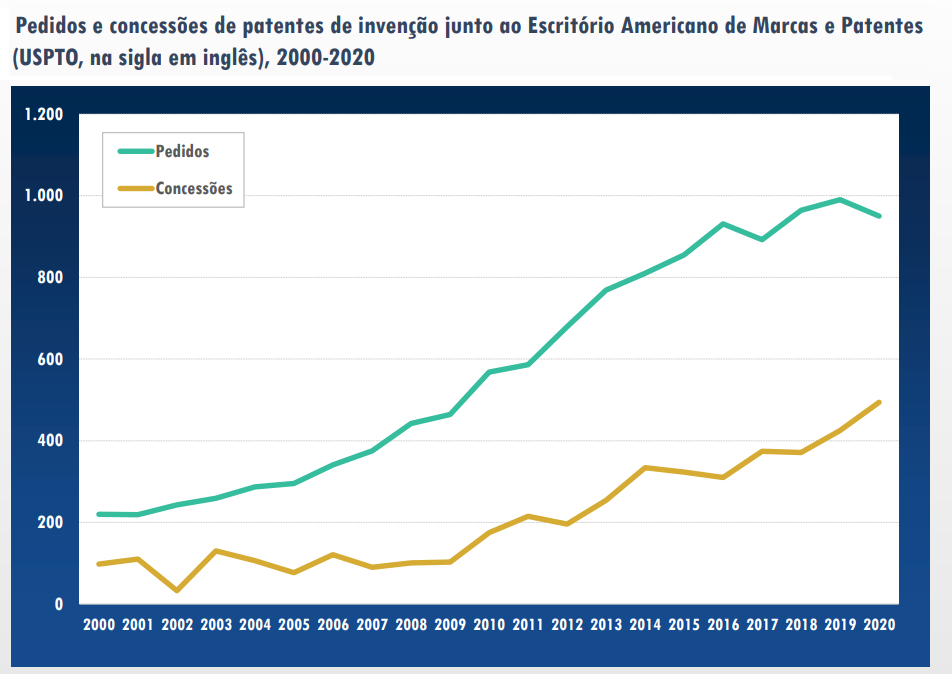 Pedidos e concessões de patentes de invenção junto ao Escritório Americano de Marcas e Patentes
(USPTO, na sigla em inglês), 2000-2020
1.200
Pedidos
Concessões
1.000
800
600
400
200
0
2000 2001 2002 2003 2004 2005 2006 2007 2008 2009 2010 2011 2012 2013 2014 2015 2016 2017 2018 2019 2020